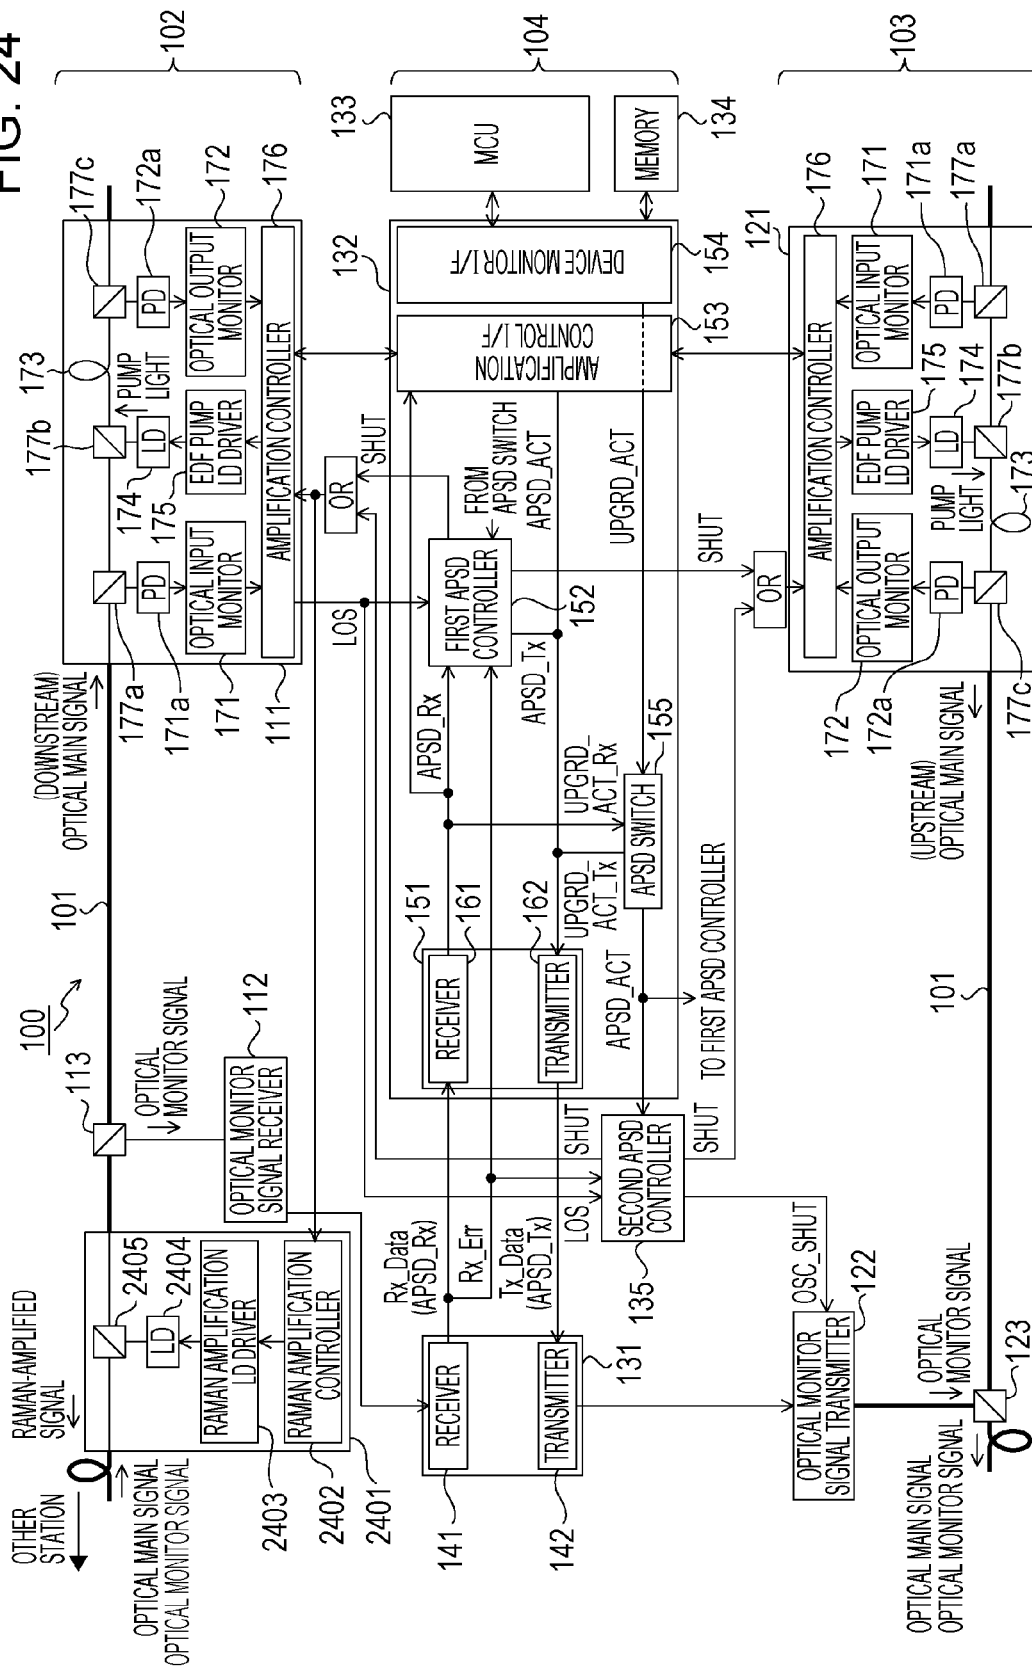 FIG. 24
100
OTHER
STATION
RAMAN-AMPLIFIED
SIGNAL
OPTICAL MAIN SIGNAL
OPTICAL MONITOR SIGNAL
2405
LD
2404
RAMAN AMPLIFICATION
LD DRIVER
RAMAN AMPLIFICATION
CONTROLLER
2403
2402
2401
113
OPTICAL
MONITOR SIGNAL
112
OPTICAL MONITOR
SIGNAL RECEIVER
101
(DOWNSTREAM)
OPTICAL MAIN SIGNAL
177a
171a
171
111
PD
OPTICAL INPUT
MONITOR
177b
174
175
LD
EDF PUMP
LD DRIVER
PUMP
LIGHT
173
177c
PD
172a
OPTICAL OUTPUT
MONITOR
172
AMPLIFICATION CONTROLLER
176
102
LOS
OR
SHUT
141
RECEIVER
TRANSMITTER
142
131
Rx_Data
(APSD_Rx)
Rx_Err
Tx_Data
(APSD_Tx)
LOS
SHUT
SECOND APSD
CONTROLLER
135
SHUT
OSC_SHUT
151
161
RECEIVER
162
TRANSMITTER
APSD_Rx
FIRST APSD
CONTROLLER
152
APSD_Tx
FROM
APSD SWITCH
APSD_ACT
UPGRD_
ACT_Rx
UPGRD_
ACT_Tx
155
APSD SWITCH
APSD_ACT
TO FIRST APSD CONTROLLER
UPGRD_ACT
SHUT
132
AMPLIFICATION
CONTROL I/F
153
DEVICE MONITOR I/F
154
MCU
133
MEMORY
134
104
OPTICAL MONITOR
SIGNAL TRANSMITTER
122
OPTICAL
MONITOR SIGNAL
123
OPTICAL MAIN SIGNAL
OPTICAL MONITOR SIGNAL
101
(UPSTREAM)
OPTICAL MAIN SIGNAL
OR
121
AMPLIFICATION CONTROLLER
176
OPTICAL OUTPUT
MONITOR
172
PD
172a
177c
EDF PUMP
LD DRIVER
175
LD
174
177b
PUMP
LIGHT
173
OPTICAL INPUT
MONITOR
171
PD
171a
177a
103